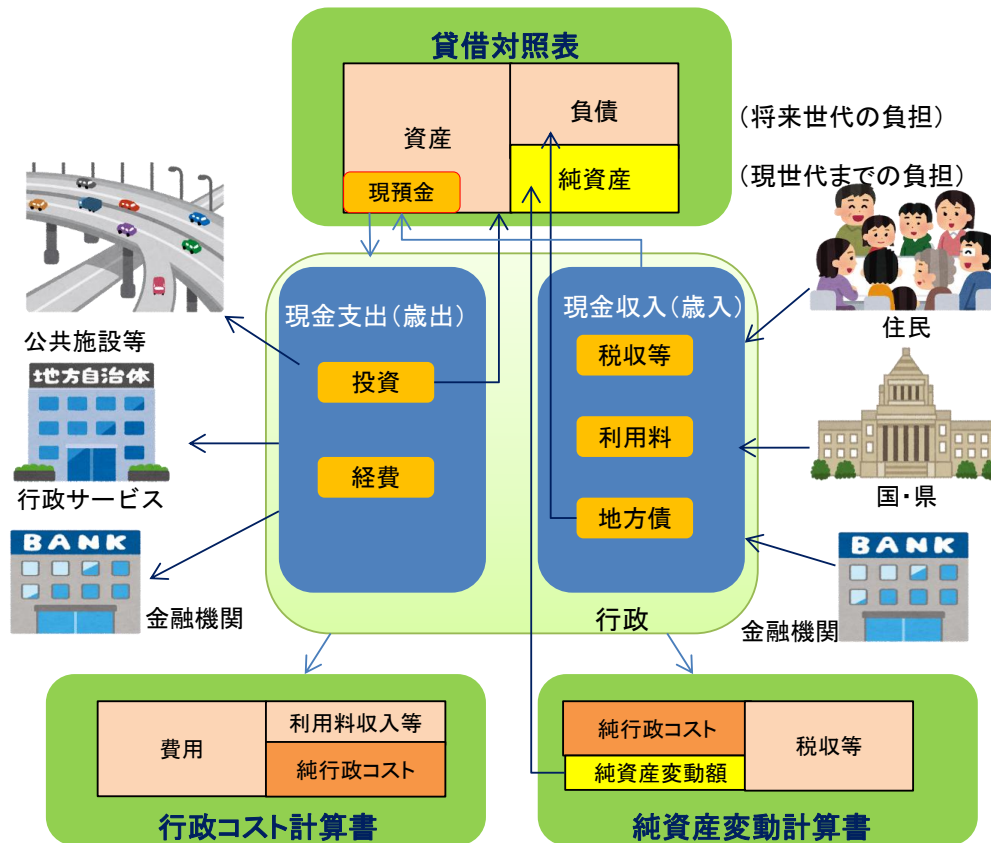 貸借対照表
資産
負債
純資産
現預金
(将来世代の負担)
(現世代までの負担)
現金支出(歳出)
投資
経費
現金収入(歳入)
税収等
利用料
地方債
行政
公共施設等
地方自治体
行政サービス
BANK
金融機関
住民
国・県
BANK
金融機関
費用
利用料収入等
純行政コスト
行政コスト計算書
純行政コスト
純資産変動額
税収等
純資産変動計算書